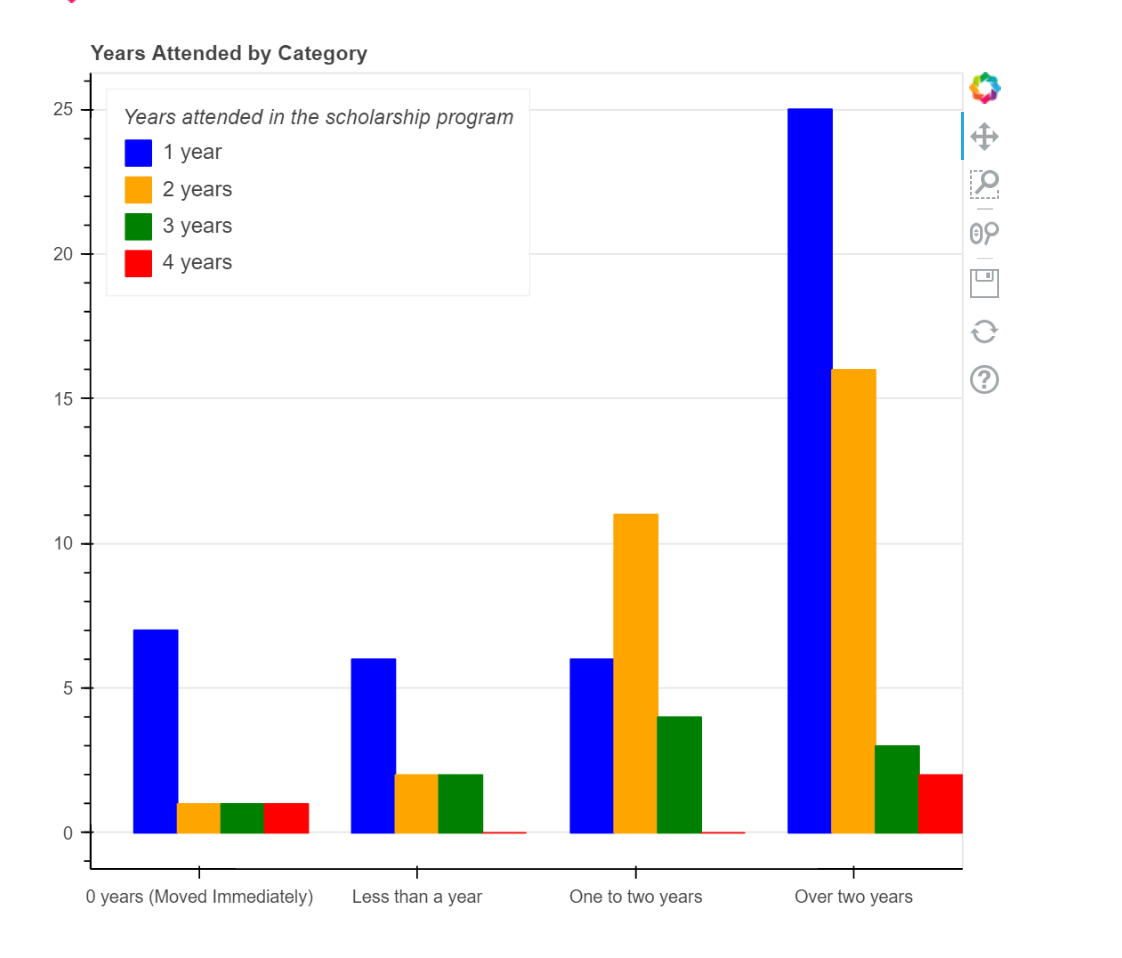 Years Attended by Category
Years attended in the scholarship program
1 year
2 years
3 years
4 years
25
20
15
10
5
0
0 years (Moved Immediately) Less than a year One to two years Over two years